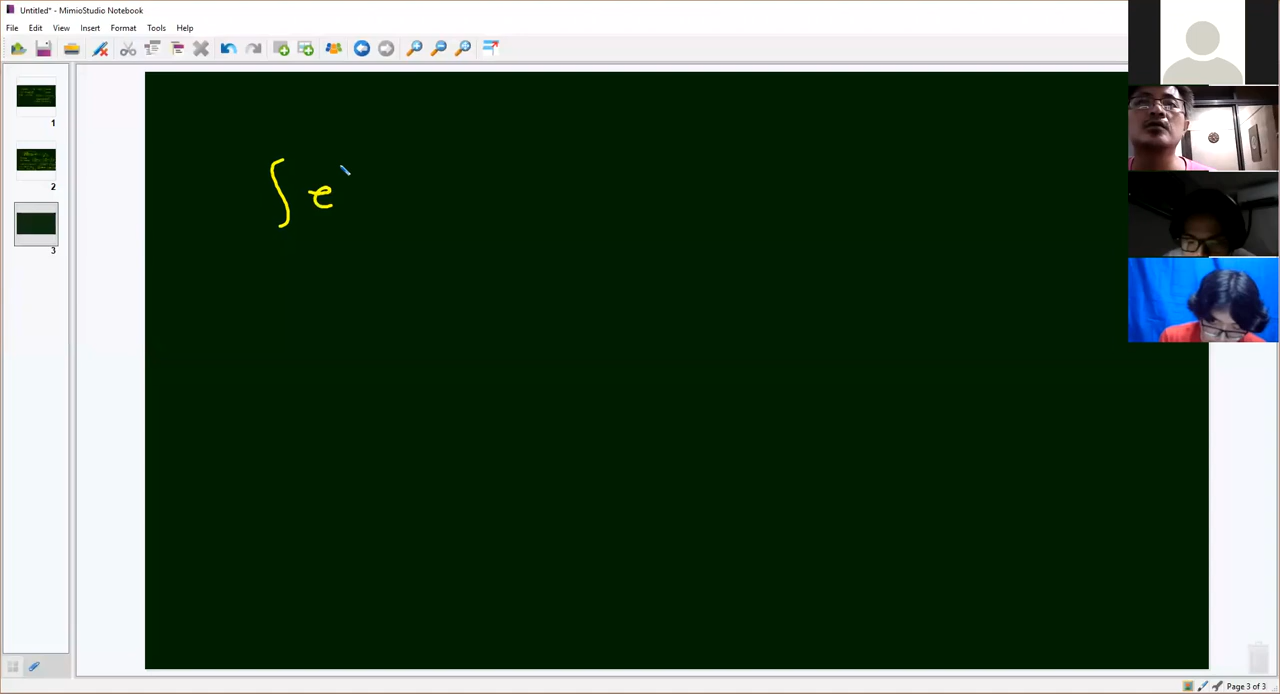 Untitled* - MimioStudio Notebook
File Edit View Insert Format Tools Help
1
2
3
∫ e
Page 3 of 3